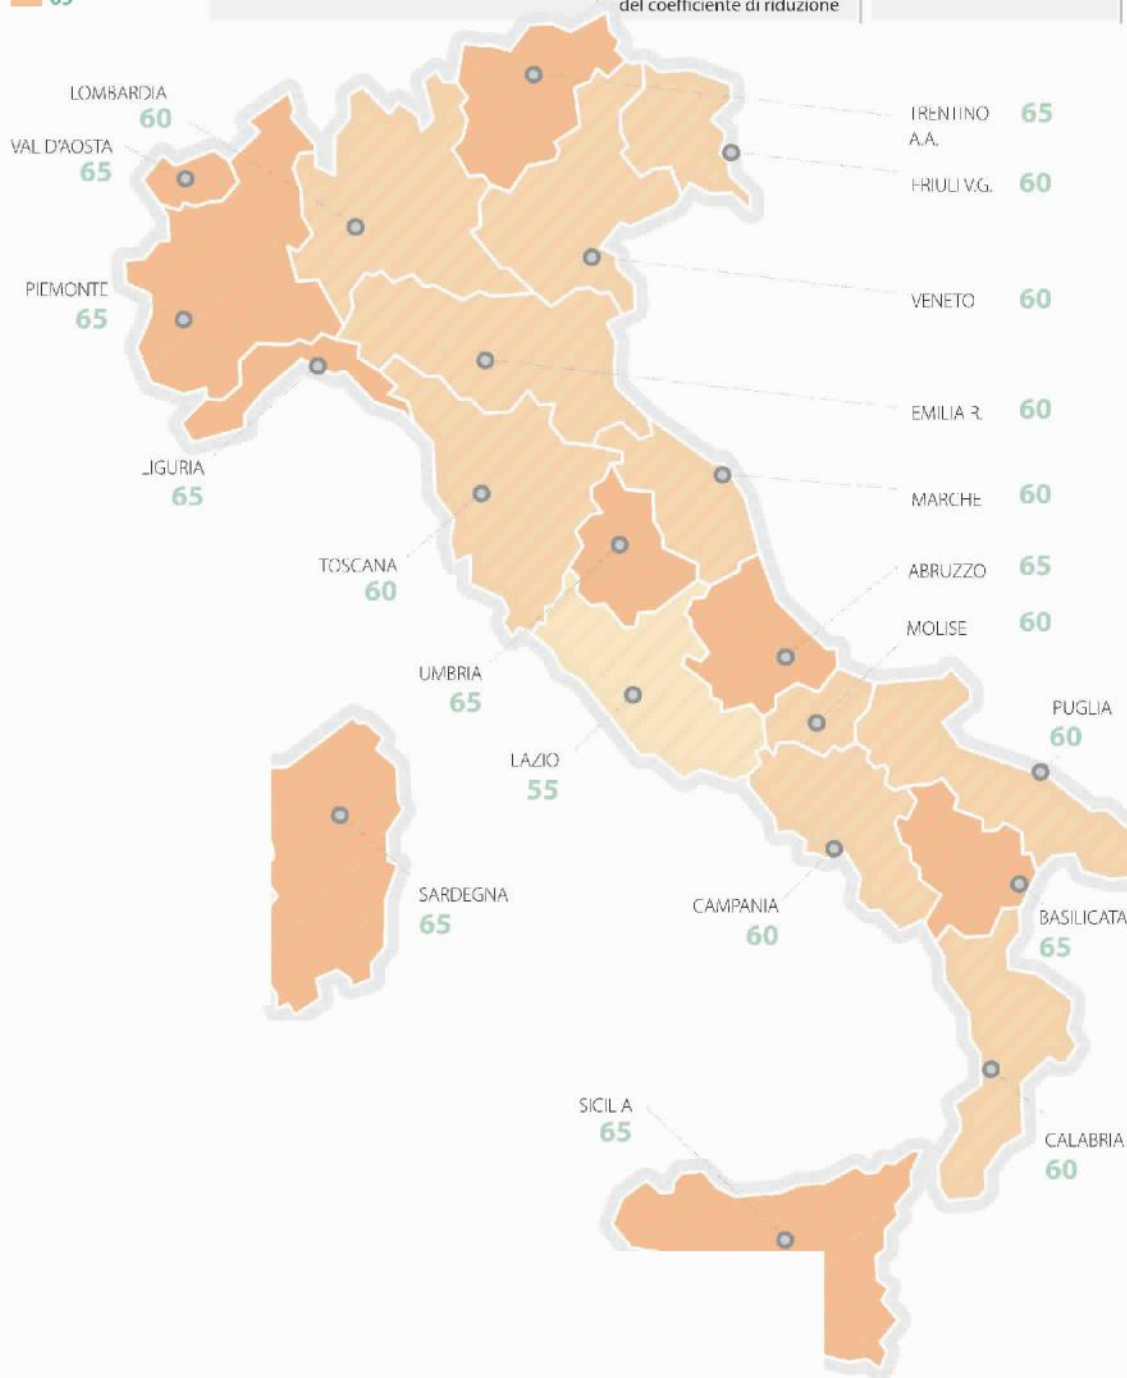 65
del coefficiente di riduzione
LOMBARDIA
60
VAL D'AOSTA
65
PIEMONTE
65
LIGURIA
65
TOSCANA
60
UMBRIA
65
LAZIO
55
SARDEGNA
65
CAMPANIA
60
SICILIA
65
TRENTINO 65
A.A.
FRIULI V.G. 60
VENETO 60
EMILIA R. 60
MARCHE 60
ABRUZZO 65
MOLISE 60
PUGLIA
60
BASILICATA
65
CALABRIA
60